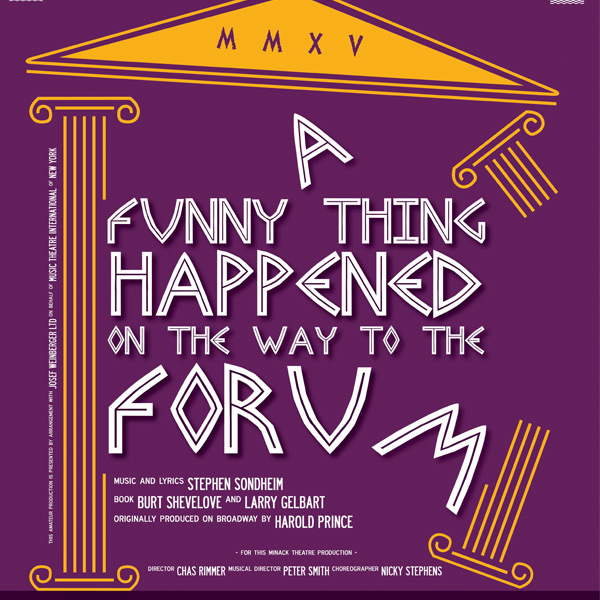 MMXV
A
FUNNY THING
HAPPENED
ON THE WAY TO THE
FORUM
MUSIC AND LYRICS STEPHEN SONDHEIM
BOOK BURT SHEVELOVE AND LARRY GELBART
ORIGINALLY PRODUCED ON BROADWAY BY HAROLD PRINCE
- FOR THIS MINACK THEATRE PRODUCTION -
DIRECTOR CHAS RIMMER MUSICAL DIRECTOR PETER SMITH CHOREOGRAPHER NICKY STEPHENS
THIS AMATEUR PRODUCTION IS PRESENTED BY ARRANGEMENT WITH JOSEF WEINBERGER LTD ON BEHALF OF MUSIC THEATRE INTERNATIONAL OF NEW YORK